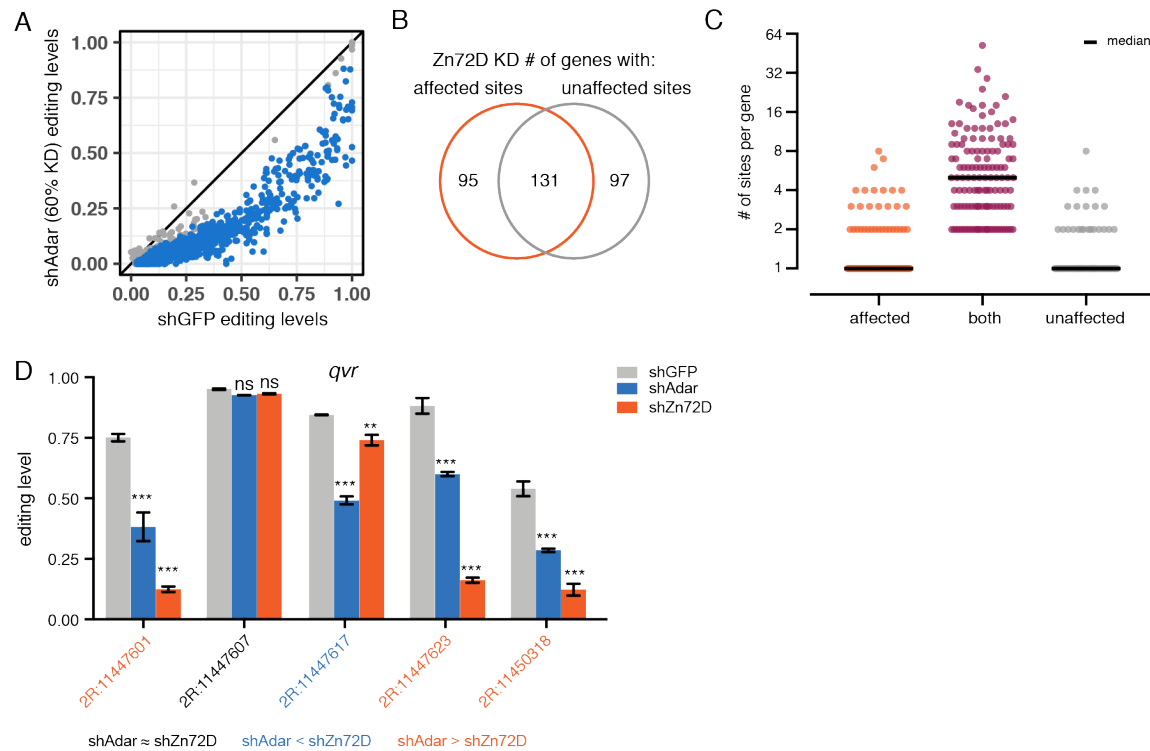 A
shAdar (60% KD) editing levels
1.00
0.75
0.50
0.25
0.00
0.00 0.25 0.50 0.75 1.00
shGFP editing levels
B
Zn72D KD # of genes with:
affected sites unaffected sites
95 131 97
C
# of sites per gene
64
32
16
8
4
2
1
median
affected both unaffected
D
qvr
editing level
1.00
0.75
0.50
0.25
0.00
*** ***
ns ns
*** **
*** ***
*** ***
shGFP
shAdar
shZn72D
2R:11447601
2R:11447607
2R:11447617
2R:11447623
2R:11450318
shAdar ≈ shZn72D shAdar < shZn72D shAdar > shZn72D